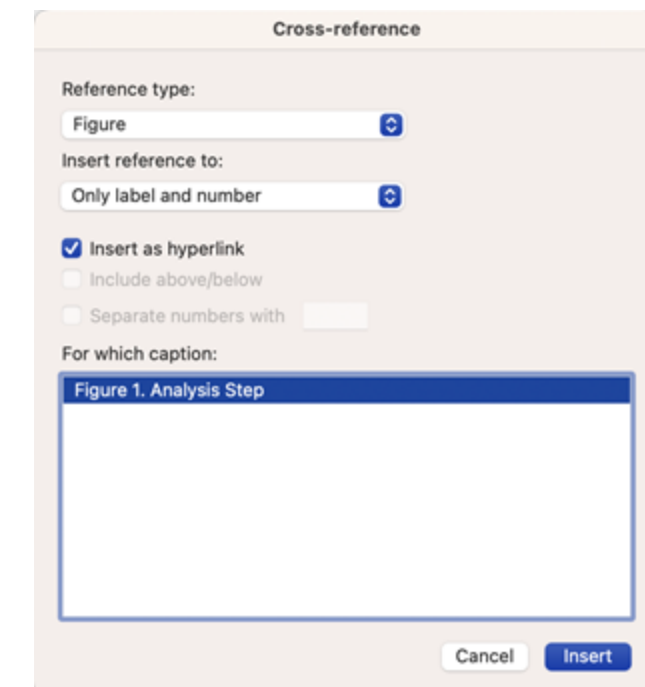 Cross-reference
Reference type:
Figure
Insert reference to:
Only label and number
Insert as hyperlink
Include above/below
Separate numbers with
For which caption:
Figure 1. Analysis Step
Cancel Insert